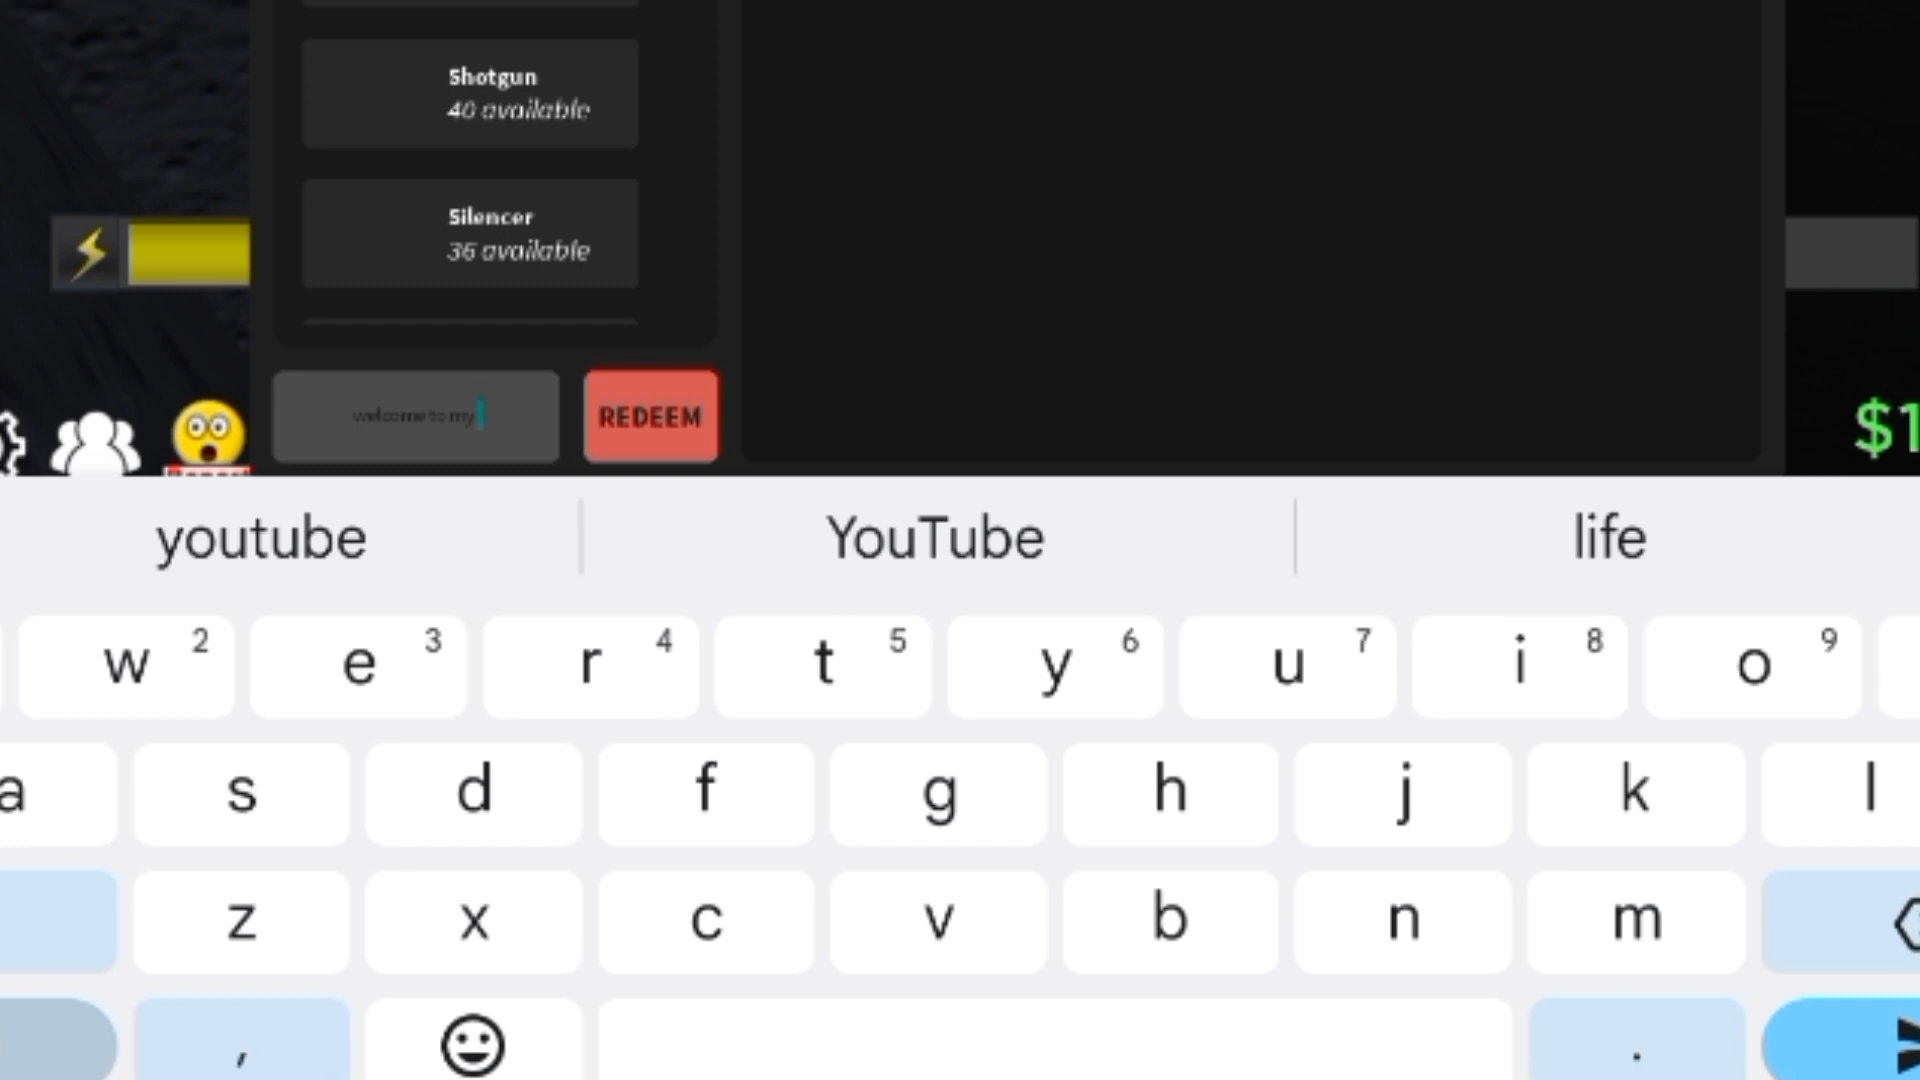 Shotgun
40 available
Silencer
36 available
welcome to my
REDEEM
$1
youtube
YouTube
life
w 2
e 3
r 4
t 5
y 6
u 7
i 8
o 9
a
s
d
f
g
h
j
k
l
z
x
c
v
b
n
m
,
.